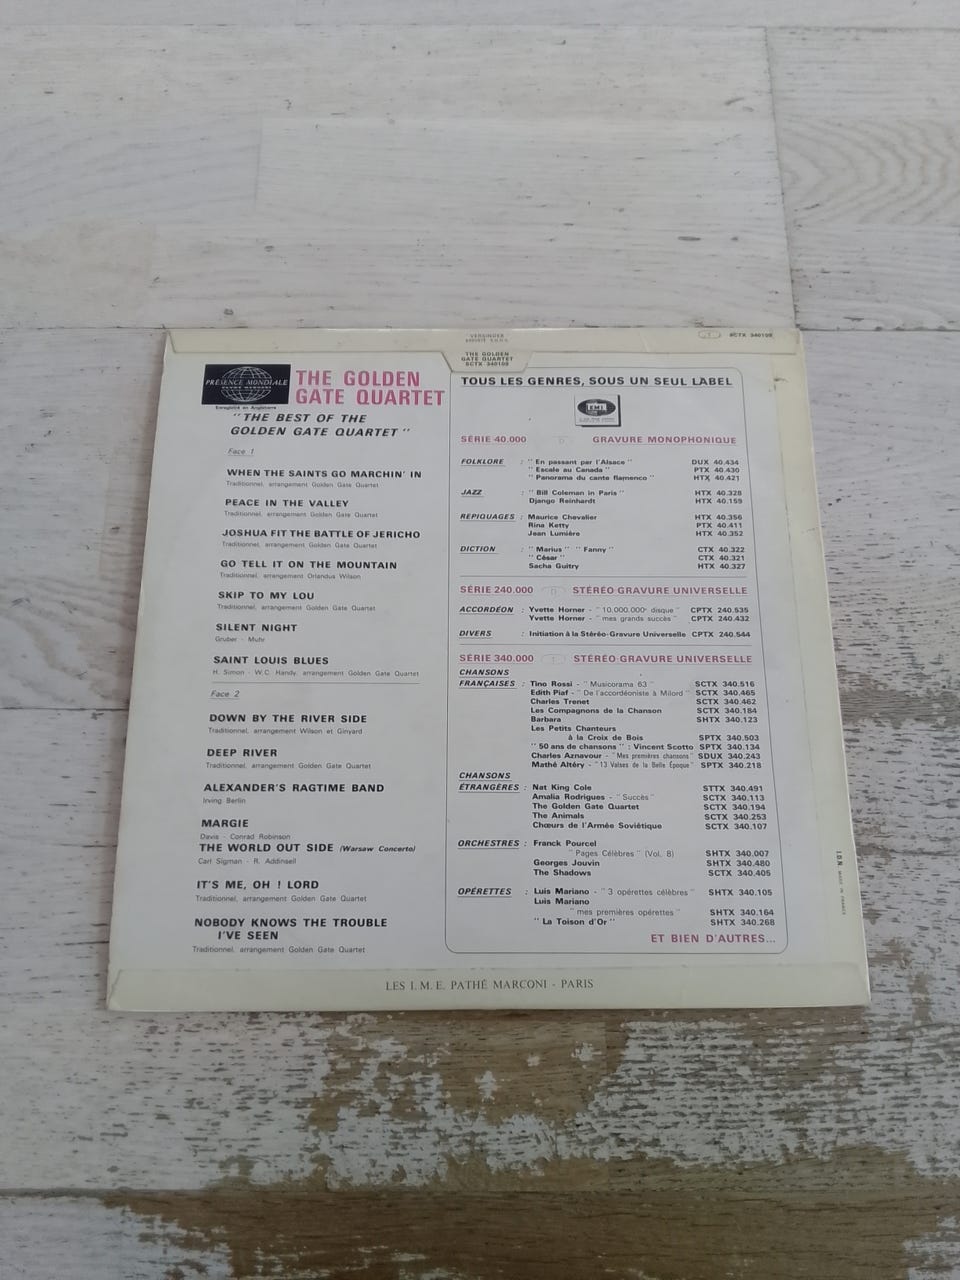 THE GOLDEN
GATE QUARTET
SCTX 340109
SCTX 340109
PRÉSENCE MONDIALE
Enregistré en Angleterre
THE GOLDEN
GATE QUARTET
" THE BEST OF THE
GOLDEN GATE QUARTET "
Face 1
WHEN THE SAINTS GO MARCHIN' IN
Traditionnel, arrangement Golden Gate Quartet
PEACE IN THE VALLEY
Traditionnel, arrangement Golden Gate Quartet
JOSHUA FIT THE BATTLE OF JERICHO
Traditionnel, arrangement Golden Gate Quartet
GO TELL IT ON THE MOUNTAIN
Traditionnel, arrangement Orlandus Wilson
SKIP TO MY LOU
Traditionnel, arrangement Golden Gate Quartet
SILENT NIGHT
Gruber - Muhr
SAINT LOUIS BLUES
H. Simon - W.C. Handy, arrangement Golden Gate Quartet
Face 2
DOWN BY THE RIVER SIDE
Traditionnel, arrangement Wilson et Ginyard
DEEP RIVER
Traditionnel, arrangement Golden Gate Quartet
ALEXANDER'S RAGTIME BAND
Irving Berlin
MARGIE
Davis - Conrad Robinson
THE WORLD OUT SIDE (Warsaw Concerto)
Carl Sigman - R. Addinsell
IT'S ME, OH ! LORD
Traditionnel, arrangement Golden Gate Quartet
NOBODY KNOWS THE TROUBLE
I'VE SEEN
Traditionnel, arrangement Golden Gate Quartet
TOUS LES GENRES, SOUS UN SEUL LABEL
EMI
SÉRIE 40.000 GRAVURE MONOPHONIQUE
FOLKLORE : " En passant par l'Alsace " DUX 40.434
" Escale au Canada " PTX 40.430
" Panorama du cante flamenco " HTX 40.421
JAZZ : " Bill Coleman in Paris " HTX 40.328
Django Reinhardt HTX 40.159
REPIQUAGES : Maurice Chevalier HTX 40.356
Rina Ketty PTX 40.411
Jean Lumière HTX 40.352
DICTION : " Marius " " Fanny " CTX 40.322
" César " CTX 40.321
Sacha Guitry HTX 40.327
SÉRIE 240.000 STÉRÉO GRAVURE UNIVERSELLE
ACCORDÉON : Yvette Horner - " 10.000.000e disque " CPTX 240.535
Yvette Horner - " mes grands succès " CPTX 240.432
DIVERS : Initiation à la Stéréo-Gravure Universelle CPTX 240.544
SÉRIE 340.000 STÉRÉO GRAVURE UNIVERSELLE
CHANSONS
FRANÇAISES : Tino Rossi - " Musicorama 63 " SCTX 340.516
Edith Piaf - " De l'accordéoniste à Milord " SCTX 340.465
Charles Trenet SCTX 340.462
Les Compagnons de la Chanson SCTX 340.184
Barbara SHTX 340.123
Les Petits Chanteurs
à la Croix de Bois SPTX 340.503
" 50 ans de chansons " : Vincent Scotto SPTX 340.134
Charles Aznavour - "Mes premières chansons" SDUX 340.243
Mathé Altéry - "13 Valses de la Belle Époque" SPTX 340.218
CHANSONS
ÉTRANGÈRES : Nat King Cole STTX 340.491
Amalia Rodrigues - " Succès " SCTX 340.113
The Golden Gate Quartet SCTX 340.194
The Animals SCTX 340.253
Chœurs de l'Armée Soviétique SCTX 340.107
ORCHESTRES : Franck Pourcel
" Pages Célèbres " (Vol. 8) SHTX 340.007
Georges Jouvin SHTX 340.480
The Shadows SCTX 340.405
OPÉRETTES : Luis Mariano - " 3 opérettes célèbres " SHTX 340.105
Luis Mariano
" mes premières opérettes " SHTX 340.164
" La Toison d'Or " SHTX 340.268
ET BIEN D'AUTRES...
LES I. M. E. PATHÉ MARCONI - PARIS
I.D.N. MADE IN FRANCE